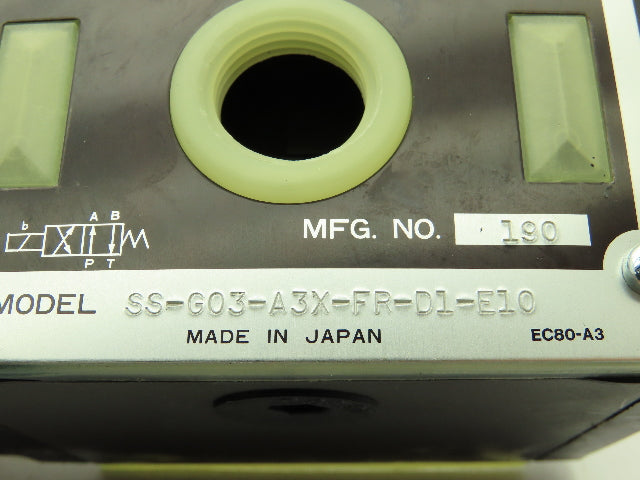 b A B
P T
MFG. NO. 190
MODEL SS-G03-A3X-FR-D1-E10
MADE IN JAPAN EC80-A3